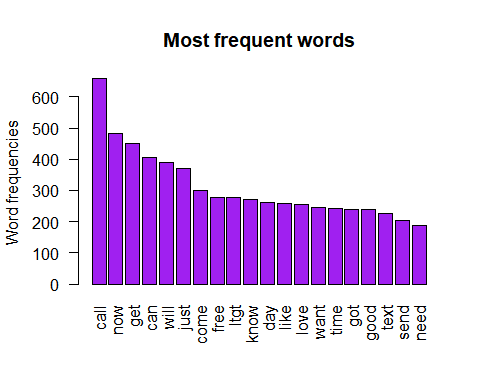 Most frequent words
Word frequencies
600
500
400
300
200
100
0
call
now
get
can
will
just
come
free
ltgt
know
day
like
love
want
time
got
good
text
send
need